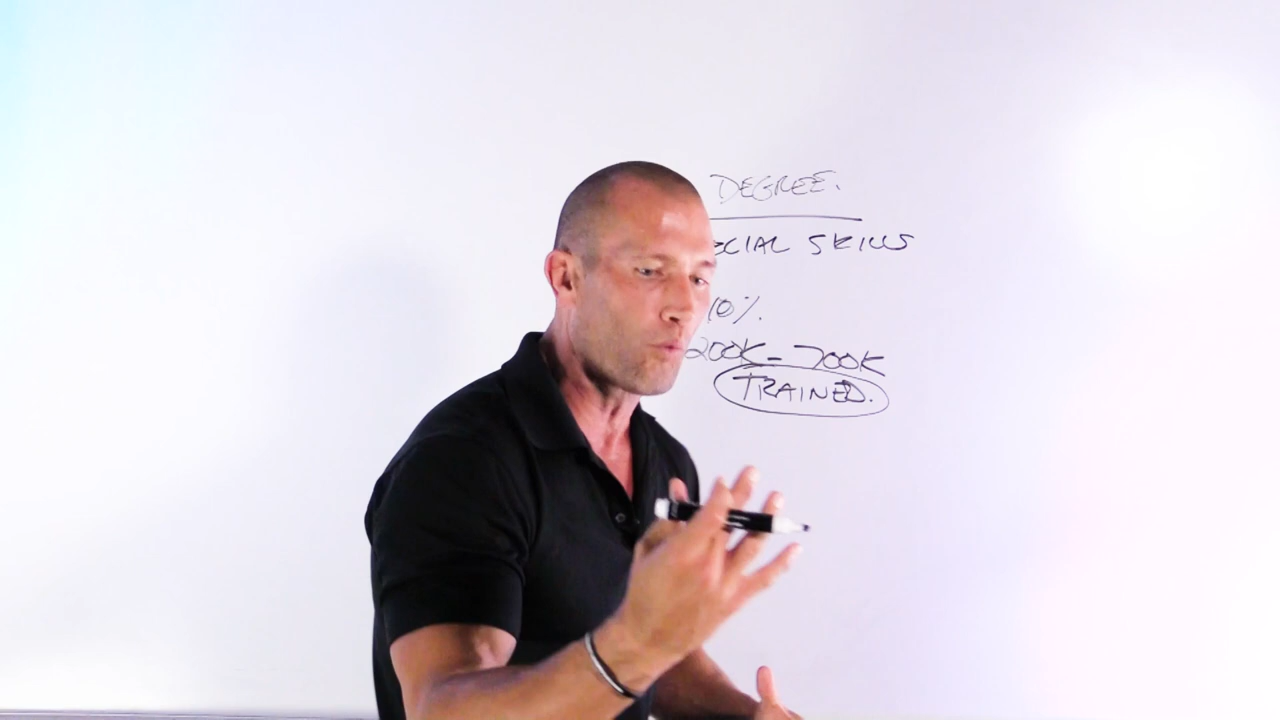 DEGREE.
ECIAL SKILLS
10%.
200K - 700K
TRAINED.